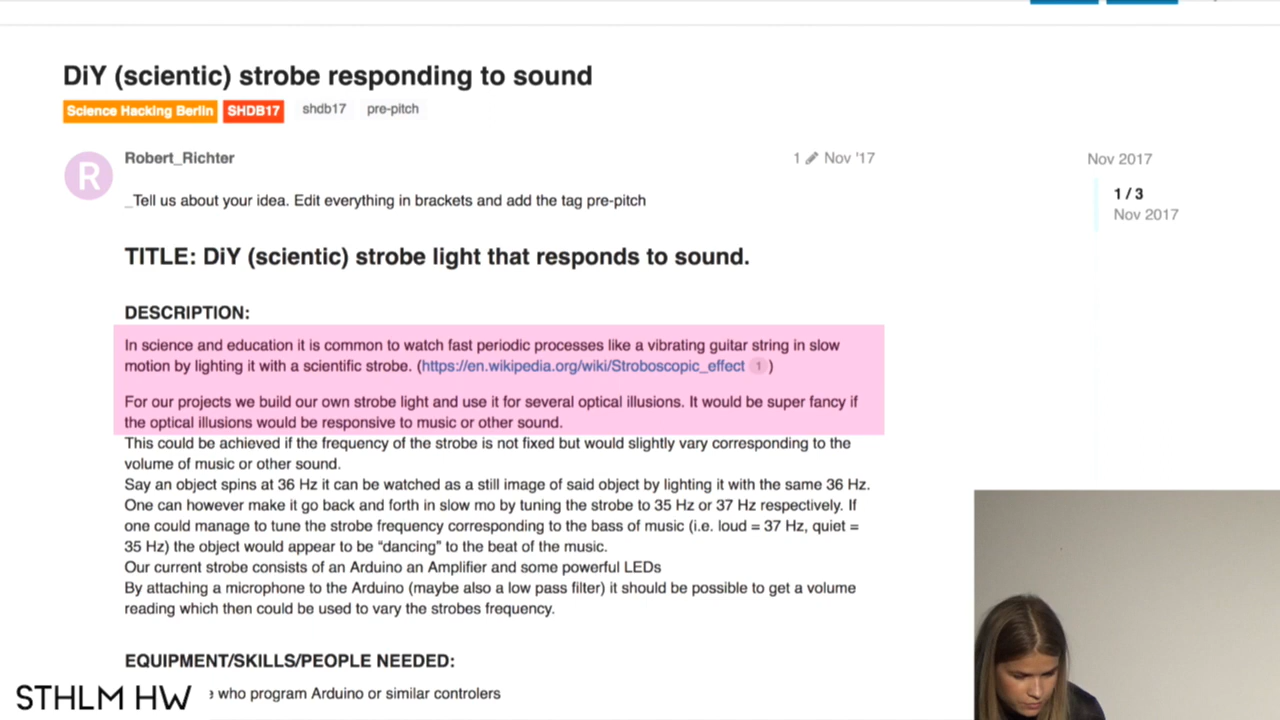 DiY (scientic) strobe responding to sound
Science Hacking Berlin SHDB17 shdb17 pre-pitch
R
Robert_Richter 1 Nov '17
Nov 2017
1 / 3
Nov 2017
_Tell us about your idea. Edit everything in brackets and add the tag pre-pitch
TITLE: DiY (scientic) strobe light that responds to sound.
DESCRIPTION:
In science and education it is common to watch fast periodic processes like a vibrating guitar string in slow
motion by lighting it with a scientific strobe. (https://en.wikipedia.org/wiki/Stroboscopic_effect 1 )
For our projects we build our own strobe light and use it for several optical illusions. It would be super fancy if
the optical illusions would be responsive to music or other sound.
This could be achieved if the frequency of the strobe is not fixed but would slightly vary corresponding to the
volume of music or other sound.
Say an object spins at 36 Hz it can be watched as a still image of said object by lighting it with the same 36 Hz.
One can however make it go back and forth in slow mo by tuning the strobe to 35 Hz or 37 Hz respectively. If
one could manage to tune the strobe frequency corresponding to the bass of music (i.e. loud = 37 Hz, quiet =
35 Hz) the object would appear to be “dancing” to the beat of the music.
Our current strobe consists of an Arduino an Amplifier and some powerful LEDs
By attaching a microphone to the Arduino (maybe also a low pass filter) it should be possible to get a volume
reading which then could be used to vary the strobes frequency.
EQUIPMENT/SKILLS/PEOPLE NEEDED:
who program Arduino or similar controlers
STHLM HW